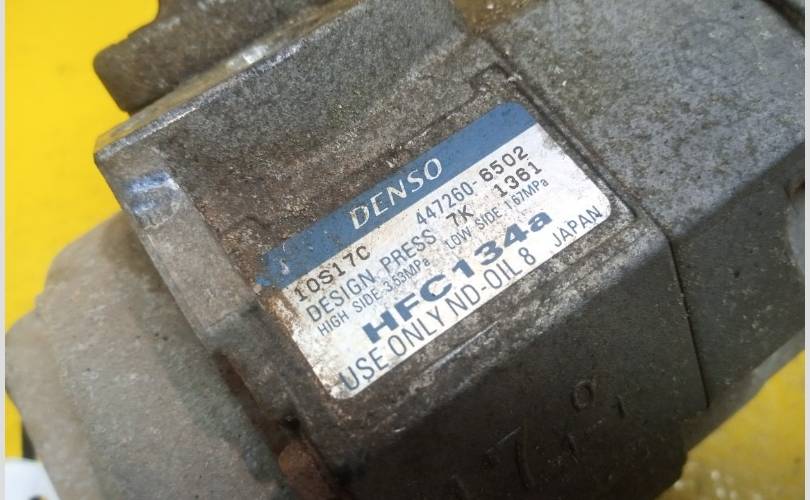 DENSO
10S17C 447260-6502
DESIGN PRESS 7K 1361
HIGH SIDE 3.53MPa LOW SIDE 1.67MPa
HFC134a
USE ONLY ND-OIL 8 JAPAN